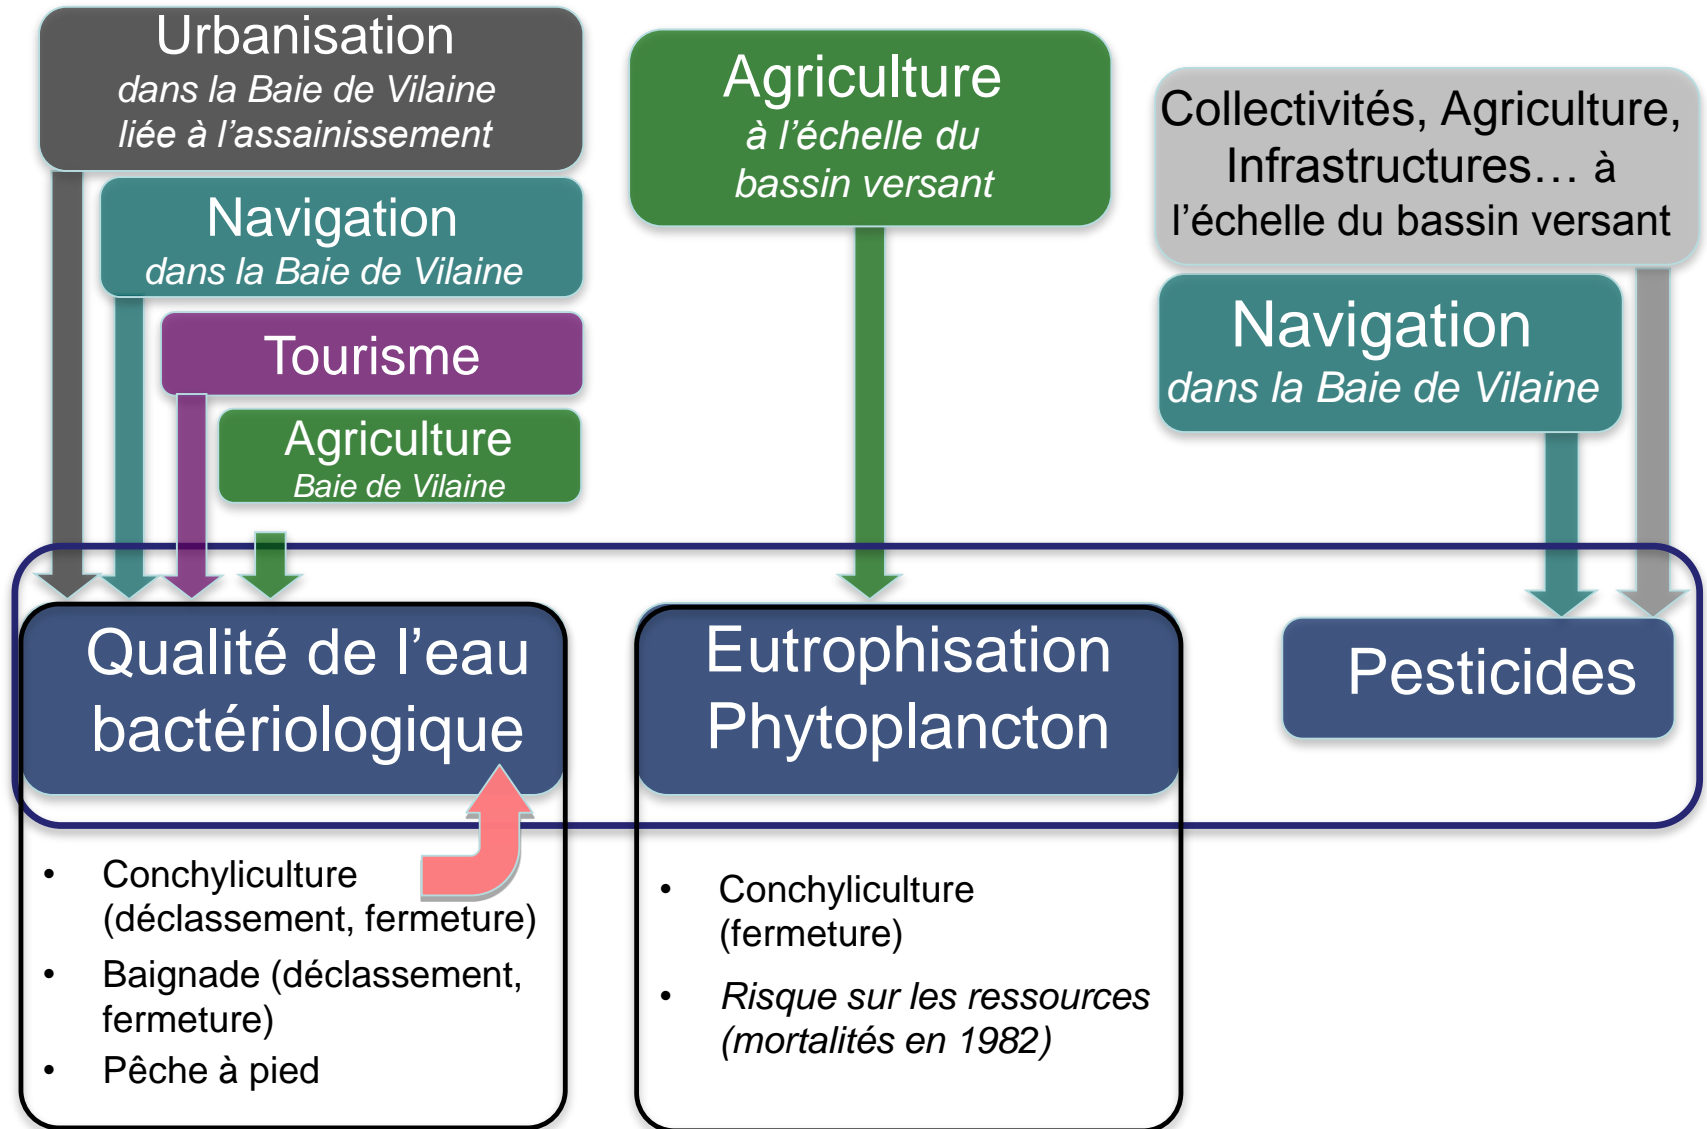 Urbanisation
dans la Baie de Vilaine
liée à l’assainissement
Navigation
dans la Baie de Vilaine
Tourisme
Agriculture
Baie de Vilaine
Agriculture
à l’échelle du
bassin versant
Collectivités, Agriculture,
Infrastructures… à
l’échelle du bassin versant
Navigation
dans la Baie de Vilaine
Qualité de l’eau
bactériologique
Eutrophisation
Phytoplancton
Pesticides
• Conchyliculture
(déclassement, fermeture)
• Baignade (déclassement,
fermeture)
• Pêche à pied
• Conchyliculture
(fermeture)
• Risque sur les ressources
(mortalités en 1982)